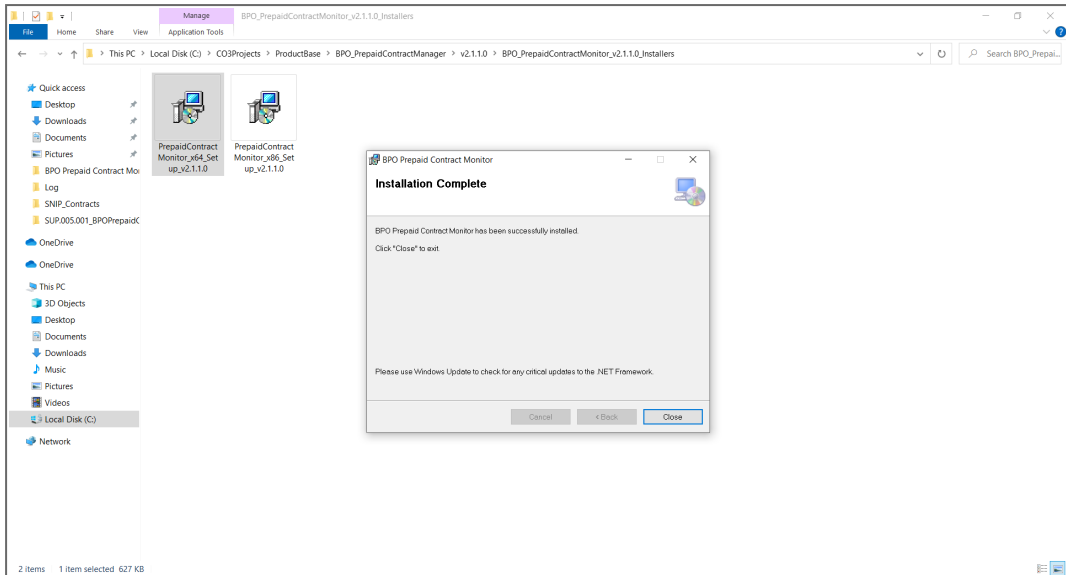 Manage
BPO_PrepaidContractMonitor_v2.1.1.0_Installers
File Home Share View Application Tools
This PC > Local Disk (C:) > CO3Projects > ProductBase > BPO_PrepaidContractManager > v2.1.1.0 > BPO_PrepaidContractMonitor_v2.1.1.0_Installers
Search BPO_Prepai...
Quick access
Desktop
Downloads
Documents
Pictures
BPO Prepaid Contract Mo
Log
SNIP_Contracts
SUP.005.001_BPOPrepaidC
OneDrive
OneDrive
This PC
3D Objects
Desktop
Documents
Downloads
Music
Pictures
Videos
Local Disk (C:)
Network
PrepaidContract
Monitor_x64_Set
up_v2.1.1.0
PrepaidContract
Monitor_x86_Set
up_v2.1.1.0
BPO Prepaid Contract Monitor
Installation Complete
BPO Prepaid Contract Monitor has been successfully installed.
Click "Close" to exit.
Please use Windows Update to check for any critical updates to the .NET Framework.
Cancel < Back Close
2 items 1 item selected 627 KB